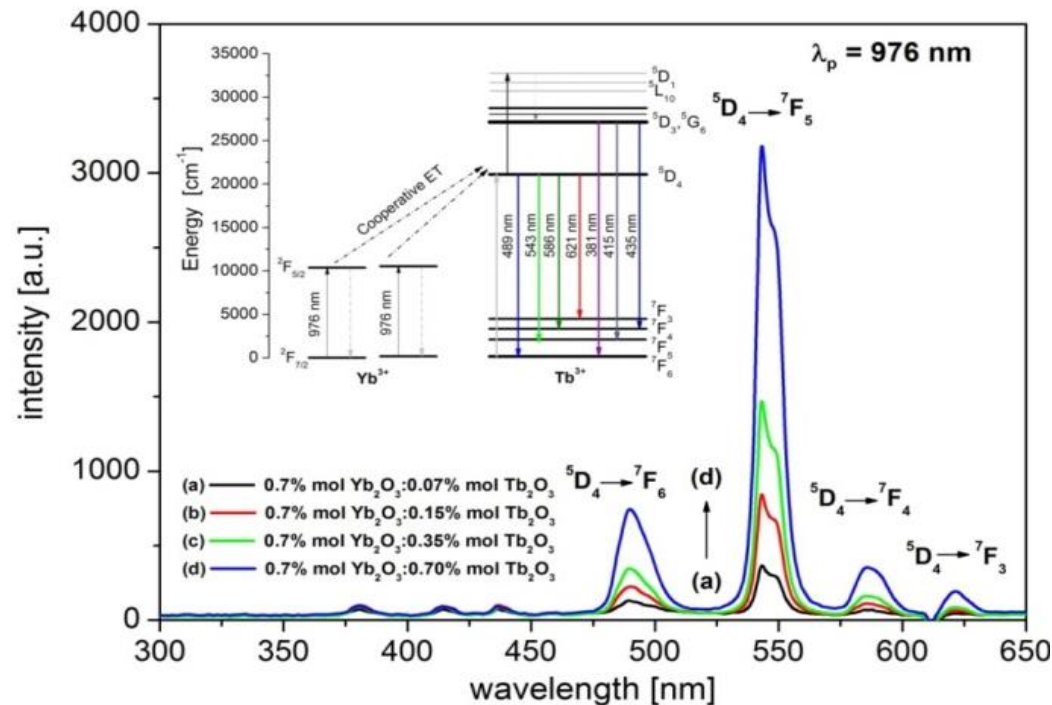 4000
3000
2000
1000
0
intensity [a.u.]
300 350 400 450 500 550 600 650
wavelength [nm]
λp = 976 nm
35000
30000
25000
20000
15000
10000
5000
0
Energy [cm⁻¹]
²F₅/₂
²F₇/₂
976 nm
976 nm
Yb³⁺
Cooperative ET
⁵D₁
⁵L₁₀
⁵D₃,⁵G₆
⁵D₄
489 nm
543 nm
586 nm
621 nm
381 nm
415 nm
435 nm
⁷F₃
⁷F₄
⁷F₅
⁷F₆
Tb³⁺
⁵D₄ → ⁷F₅
⁵D₄ → ⁷F₆
⁵D₄ → ⁷F₄
⁵D₄ → ⁷F₃
(d)
(a)
(a) 0.7% mol Yb₂O₃:0.07% mol Tb₂O₃
(b) 0.7% mol Yb₂O₃:0.15% mol Tb₂O₃
(c) 0.7% mol Yb₂O₃:0.35% mol Tb₂O₃
(d) 0.7% mol Yb₂O₃:0.70% mol Tb₂O₃